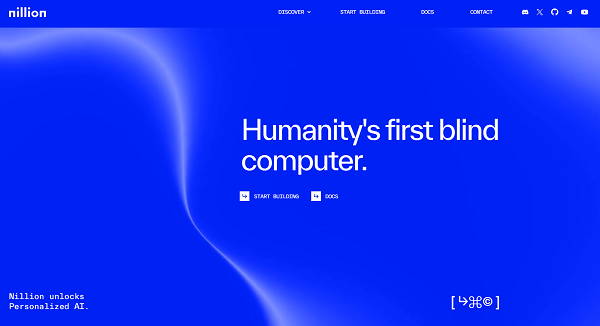 nillion
DISCOVER
START BUILDING
DOCS
CONTACT
Humanity's first blind
computer.
START BUILDING
DOCS
Nillion unlocks
Personalized AI.
[↳⌘©]